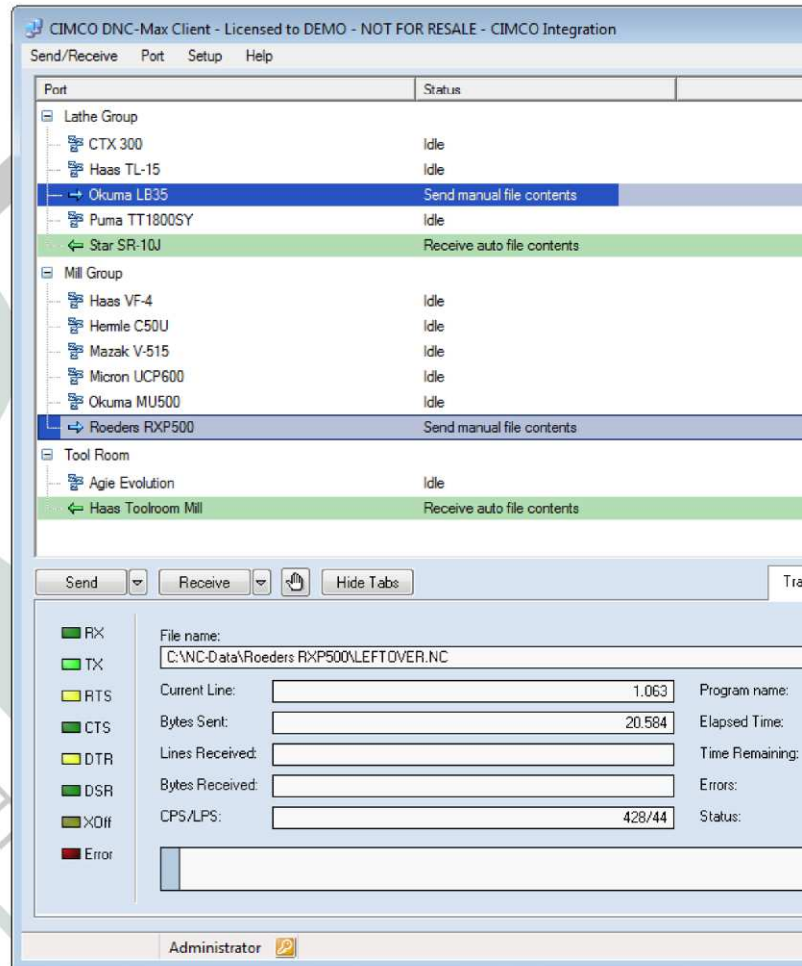 CIMCO DNC-Max Client - Licensed to DEMO - NOT FOR RESALE - CIMCO Integration
Send/Receive Port Setup Help
Port Status
Lathe Group
CTX 300 Idle
Haas TL-15 Idle
Okuma LB35 Send manual file contents
Puma TT1800SY Idle
Star SR-10J Receive auto file contents
Mill Group
Haas VF-4 Idle
Hermle C50U Idle
Mazak V-515 Idle
Micron UCP600 Idle
Okuma MU500 Idle
Roeders RXP500 Send manual file contents
Tool Room
Agie Evolution Idle
Haas Toolroom Mill Receive auto file contents
Send Receive Hide Tabs Tra
RX File name:
C:\NC-Data\Roeders RXP500\LEFTOVER.NC
TX
RTS Current Line: 1.063 Program name:
CTS Bytes Sent: 20.584 Elapsed Time:
DTR Lines Received: Time Remaining:
DSR Bytes Received: Errors:
XOff CPS/LPS: 428/44 Status:
Error
Administrator